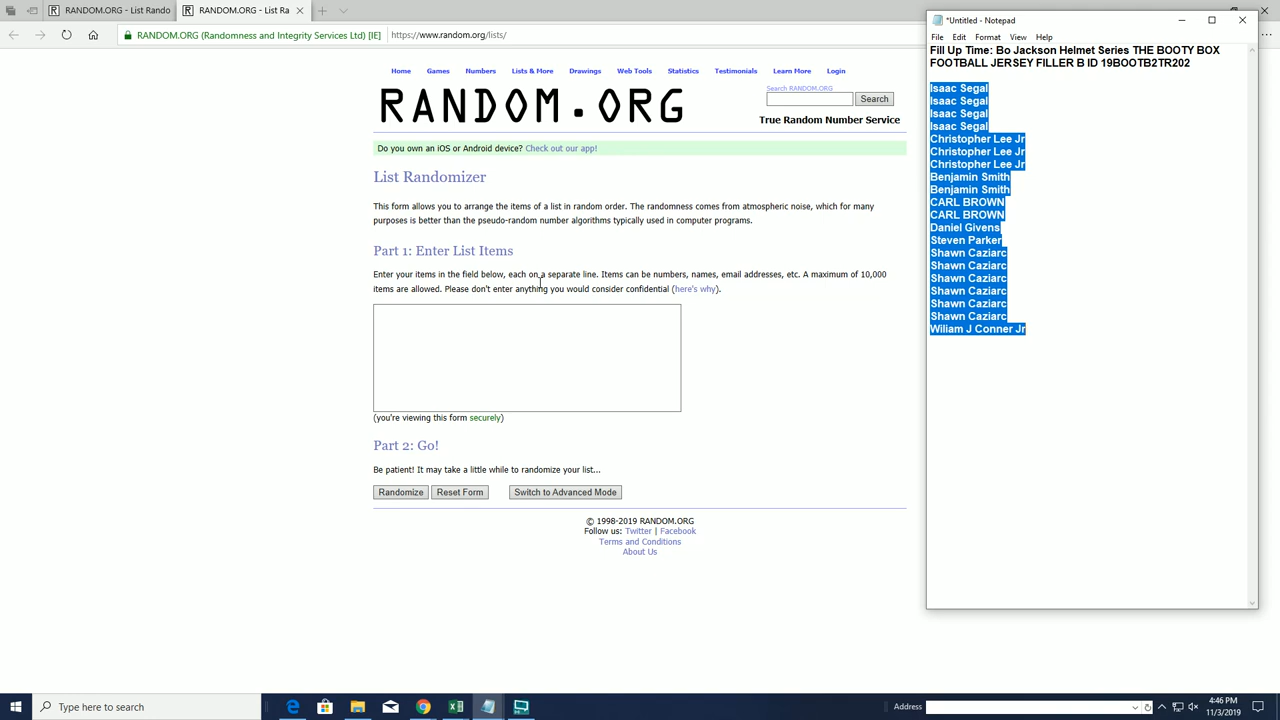 RANDOM.ORG - List Rando
RANDOM.ORG - List Ra
RANDOM.ORG (Randomness and Integrity Services Ltd) [IE]
https://www.random.org/lists/
Home Games Numbers Lists & More Drawings Web Tools Statistics Testimonials Learn More Login
RANDOM.ORG
Search RANDOM.ORG
Search
True Random Number Service
Do you own an iOS or Android device? Check out our app!
List Randomizer
This form allows you to arrange the items of a list in random order. The randomness comes from atmospheric noise, which for many
purposes is better than the pseudo-random number algorithms typically used in computer programs.
Part 1: Enter List Items
Enter your items in the field below, each on a separate line. Items can be numbers, names, email addresses, etc. A maximum of 10,000
items are allowed. Please don't enter anything you would consider confidential (here's why).
(you're viewing this form securely)
Part 2: Go!
Be patient! It may take a little while to randomize your list...
Randomize Reset Form Switch to Advanced Mode
© 1998-2019 RANDOM.ORG
Follow us: Twitter | Facebook
Terms and Conditions
About Us
*Untitled - Notepad
File Edit Format View Help
Fill Up Time: Bo Jackson Helmet Series THE BOOTY BOX
FOOTBALL JERSEY FILLER B ID 19BOOTB2TR202
Isaac Segal
Isaac Segal
Isaac Segal
Isaac Segal
Christopher Lee Jr
Christopher Lee Jr
Christopher Lee Jr
Benjamin Smith
Benjamin Smith
CARL BROWN
CARL BROWN
Daniel Givens
Steven Parker
Shawn Caziarc
Shawn Caziarc
Shawn Caziarc
Shawn Caziarc
Shawn Caziarc
Shawn Caziarc
Wiliam J Conner Jr
Type here to search
Address
4:46 PM
11/3/2019